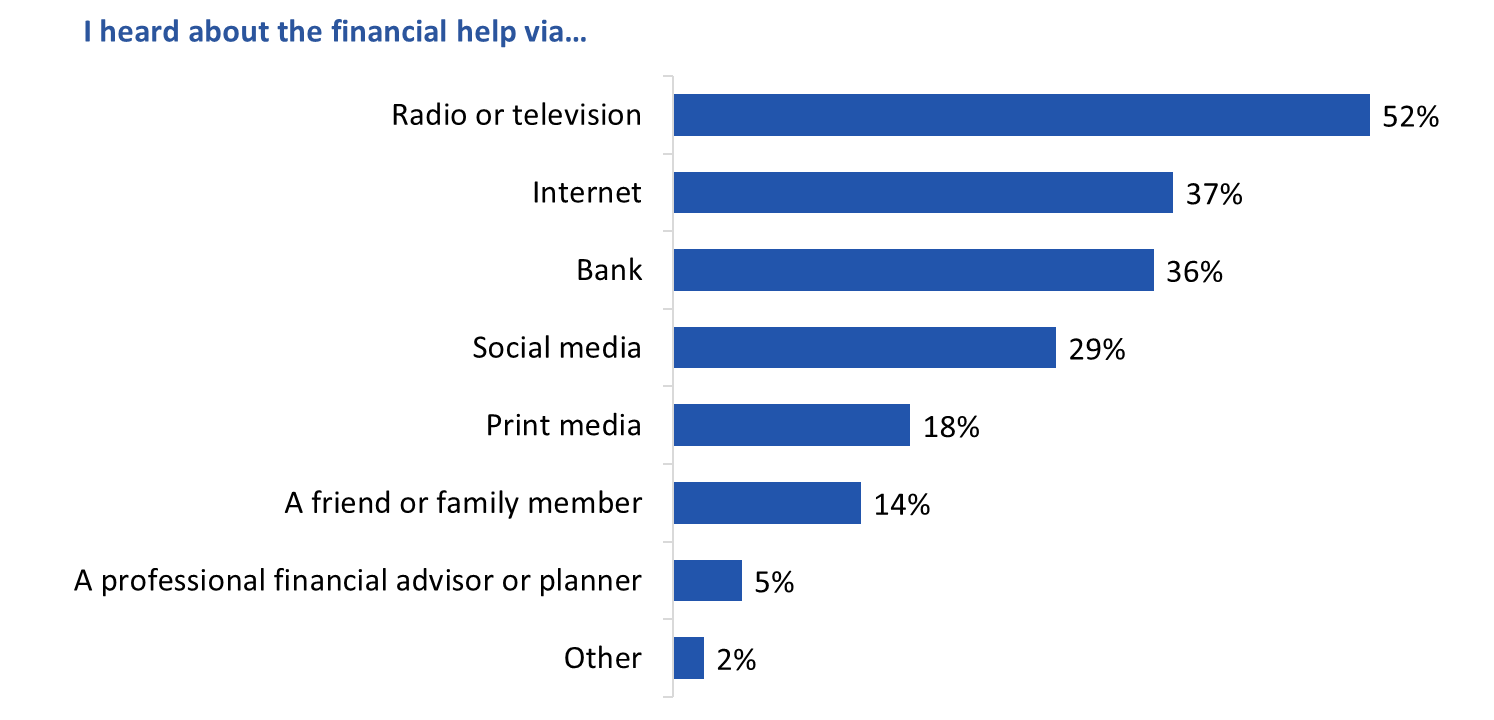 I heard about the financial help via…
Radio or television 52%
Internet 37%
Bank 36%
Social media 29%
Print media 18%
A friend or family member 14%
A professional financial advisor or planner 5%
Other 2%